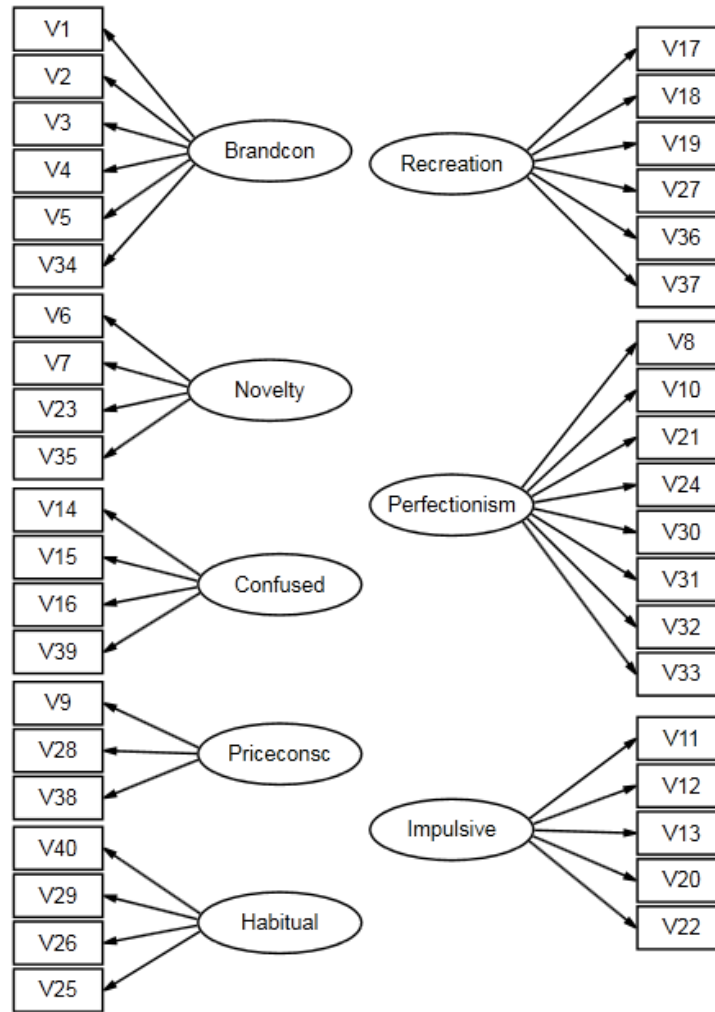 V1
V2
V3
V4
V5
V34
Brandcon
V6
V7
V23
V35
Novelty
V14
V15
V16
V39
Confused
V9
V28
V38
Priceconsc
V40
V29
V26
V25
Habitual
Recreation
V17
V18
V19
V27
V36
V37
Perfectionism
V8
V10
V21
V24
V30
V31
V32
V33
Impulsive
V11
V12
V13
V20
V22